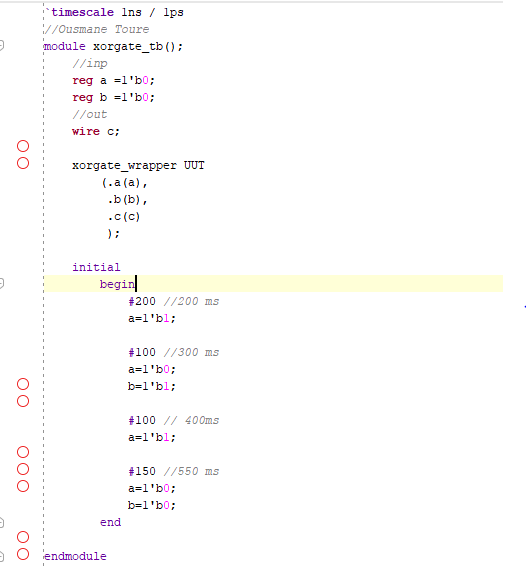 `timescale 1ns / 1ps
//Ousmane Toure
module xorgate_tb();
//inp
reg a =1'b0;
reg b =1'b0;
//out
wire c;
xorgate_wrapper UUT
(.a(a),
.b(b),
.c(c)
);
initial
begin
#200 //200 ms
a=1'b1;
#100 //300 ms
a=1'b0;
b=1'b1;
#100 // 400ms
a=1'b1;
#150 //550 ms
a=1'b0;
b=1'b0;
end
endmodule